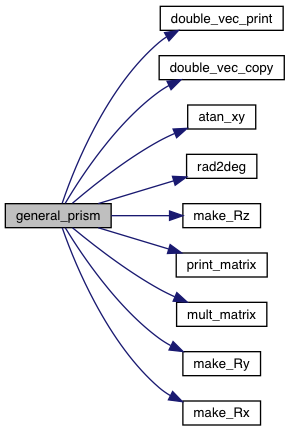 double_vec_print
double_vec_copy
atan_xy
rad2deg
general_prism
make_Rz
print_matrix
mult_matrix
make_Ry
make_Rx